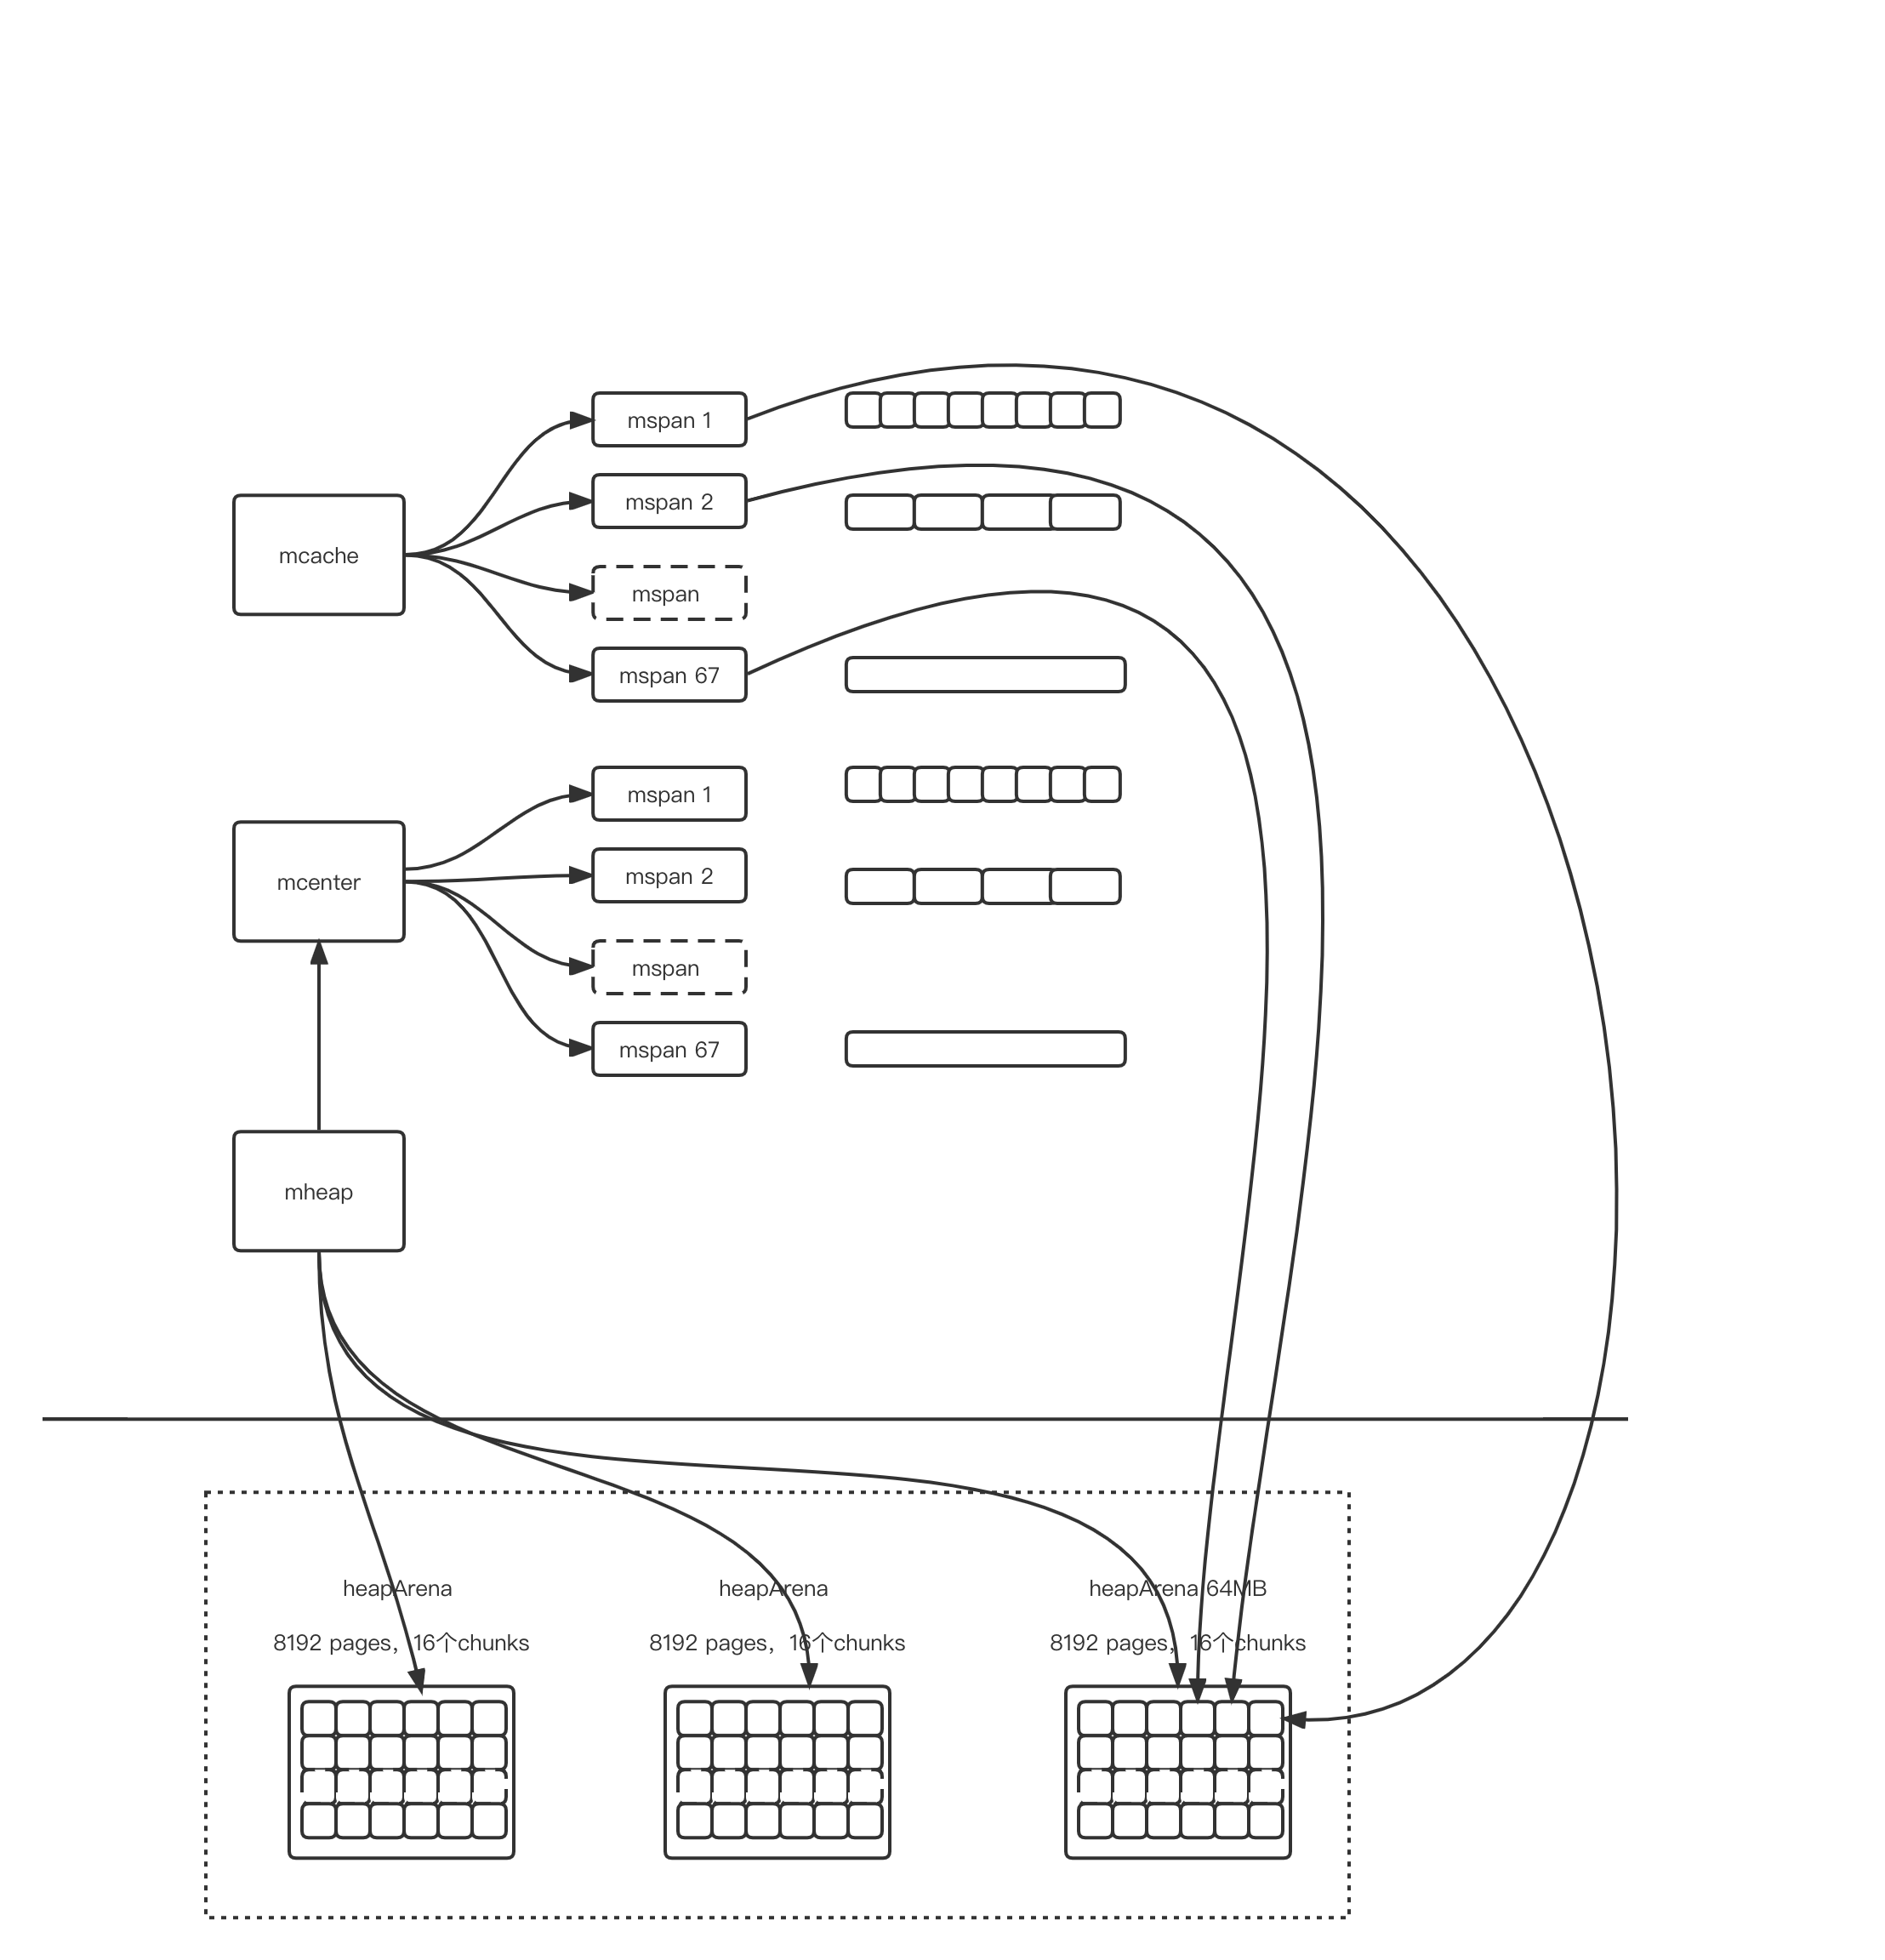 mspan 1
mspan 2
mcache
mspan
mspan 67
mspan 1
mcenter
mspan 2
mspan
mspan 67
mheap
heapArena
heapArena
heapArena 64MB
8192 pages，16个chunks
8192 pages，16个chunks
8192 pages，16个chunks